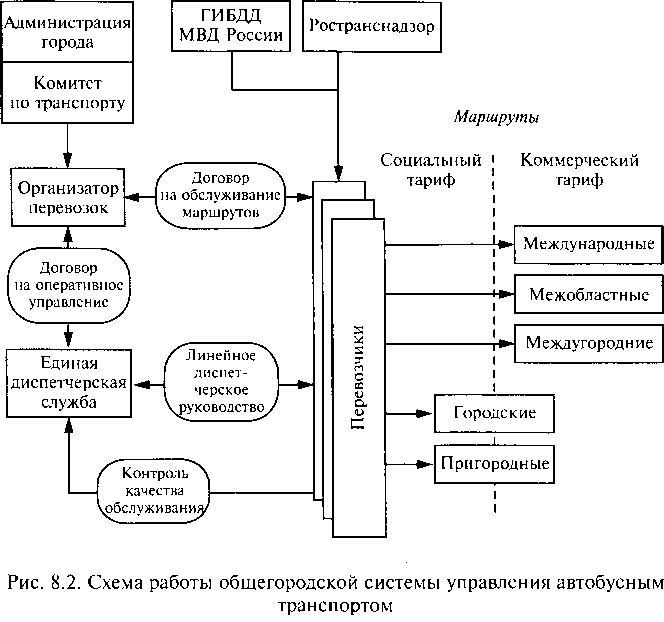 Администрация
города
Комитет
по транспорту
ГИБДД
МВД России
Ространснадзор
Маршруты
Социальный
тариф
Коммерческий
тариф
Организатор
перевозок
Договор
на обслуживание
маршрутов
Договор
на оперативное
управление
Единая
диспетчерская
служба
Линейное
диспет-
черское
руководство
Контроль
качества
обслуживания
Перевозчики
Международные
Межобластные
Междугородние
Городские
Пригородные
Рис. 8.2. Схема работы общегородской системы управления автобусным
транспортом